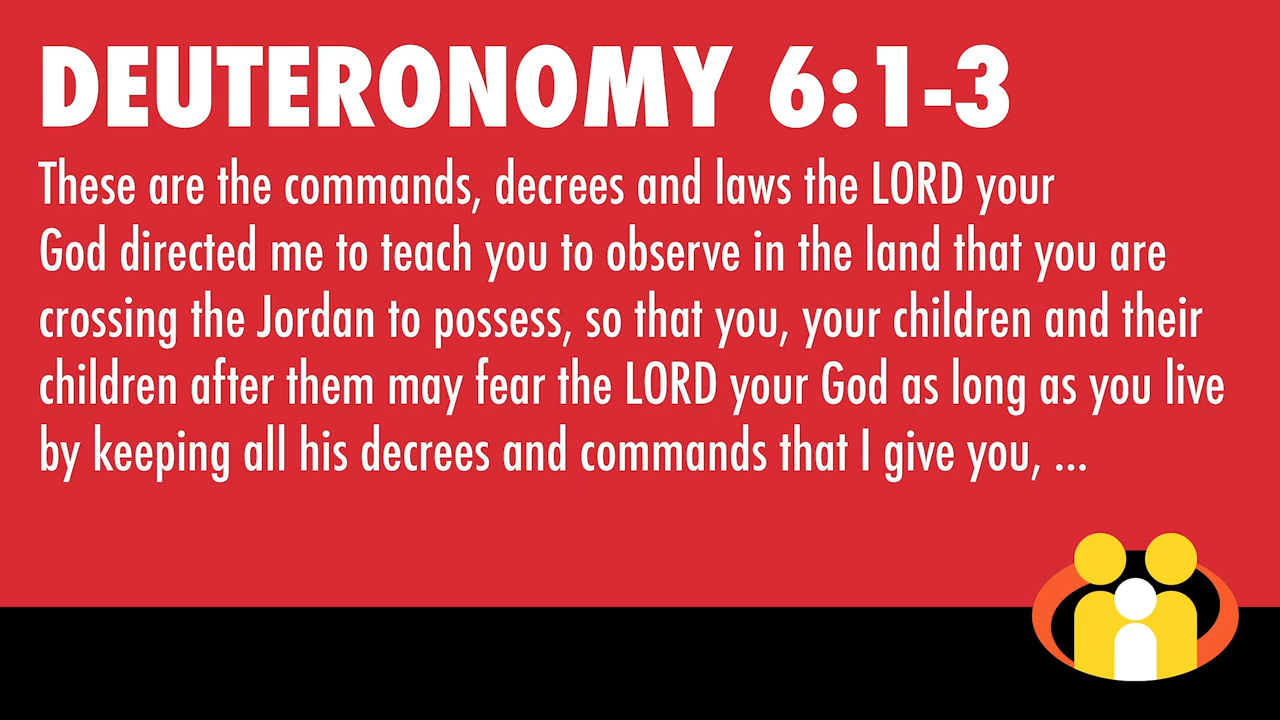 DEUTERONOMY 6:1-3
These are the commands, decrees and laws the LORD your
God directed me to teach you to observe in the land that you are
crossing the Jordan to possess, so that you, your children and their
children after them may fear the LORD your God as long as you live
by keeping all his decrees and commands that I give you, ...